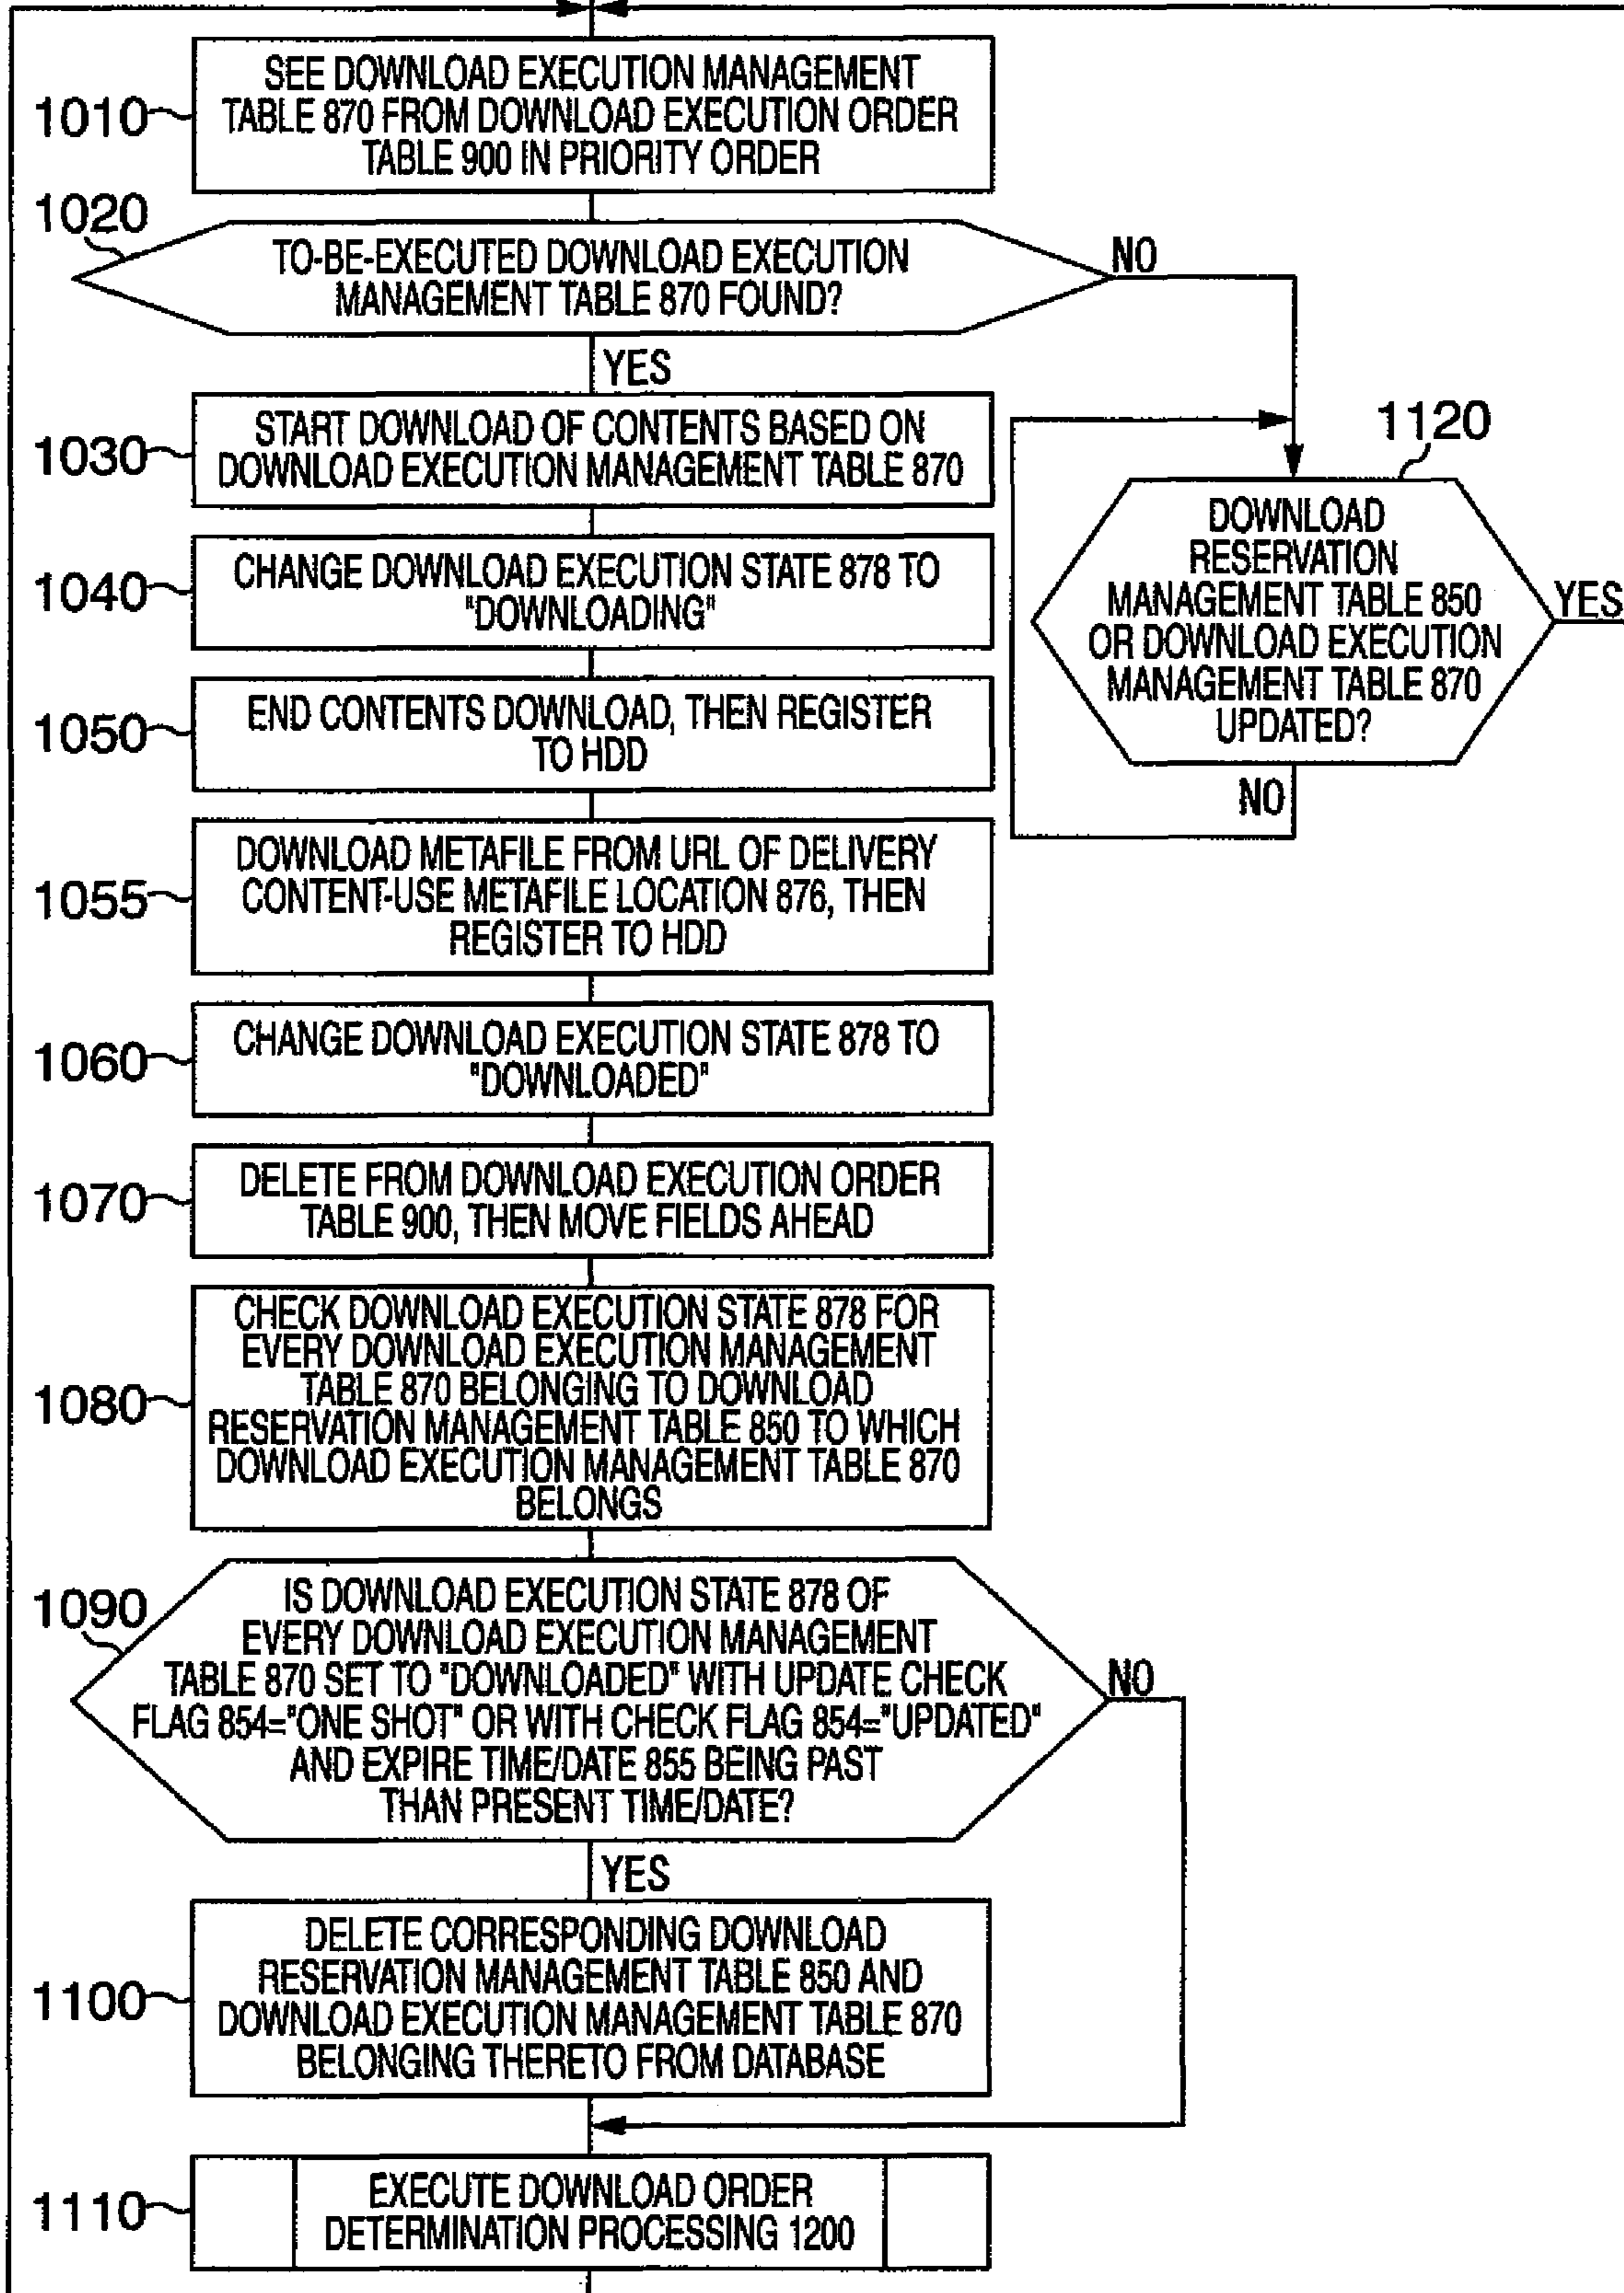 1010
SEE DOWNLOAD EXECUTION MANAGEMENT
TABLE 870 FROM DOWNLOAD EXECUTION ORDER
TABLE 900 IN PRIORITY ORDER
1020
TO-BE-EXECUTED DOWNLOAD EXECUTION
MANAGEMENT TABLE 870 FOUND?
NO
YES
1030
START DOWNLOAD OF CONTENTS BASED ON
DOWNLOAD EXECUTION MANAGEMENT TABLE 870
1120
DOWNLOAD
RESERVATION
MANAGEMENT TABLE 850
OR DOWNLOAD EXECUTION
MANAGEMENT TABLE 870
UPDATED?
YES
NO
1040
CHANGE DOWNLOAD EXECUTION STATE 878 TO
"DOWNLOADING"
1050
END CONTENTS DOWNLOAD, THEN REGISTER
TO HDD
1055
DOWNLOAD METAFILE FROM URL OF DELIVERY
CONTENT-USE METAFILE LOCATION 876, THEN
REGISTER TO HDD
1060
CHANGE DOWNLOAD EXECUTION STATE 878 TO
"DOWNLOADED"
1070
DELETE FROM DOWNLOAD EXECUTION ORDER
TABLE 900, THEN MOVE FIELDS AHEAD
1080
CHECK DOWNLOAD EXECUTION STATE 878 FOR
EVERY DOWNLOAD EXECUTION MANAGEMENT
TABLE 870 BELONGING TO DOWNLOAD
RESERVATION MANAGEMENT TABLE 850 TO WHICH
DOWNLOAD EXECUTION MANAGEMENT TABLE 870
BELONGS
1090
IS DOWNLOAD EXECUTION STATE 878 OF
EVERY DOWNLOAD EXECUTION MANAGEMENT
TABLE 870 SET TO "DOWNLOADED" WITH UPDATE CHECK
FLAG 854="ONE SHOT" OR WITH CHECK FLAG 854="UPDATED"
AND EXPIRE TIME/DATE 855 BEING PAST
THAN PRESENT TIME/DATE?
NO
YES
1100
DELETE CORRESPONDING DOWNLOAD
RESERVATION MANAGEMENT TABLE 850 AND
DOWNLOAD EXECUTION MANAGEMENT TABLE 870
BELONGING THERETO FROM DATABASE
1110
EXECUTE DOWNLOAD ORDER
DETERMINATION PROCESSING 1200